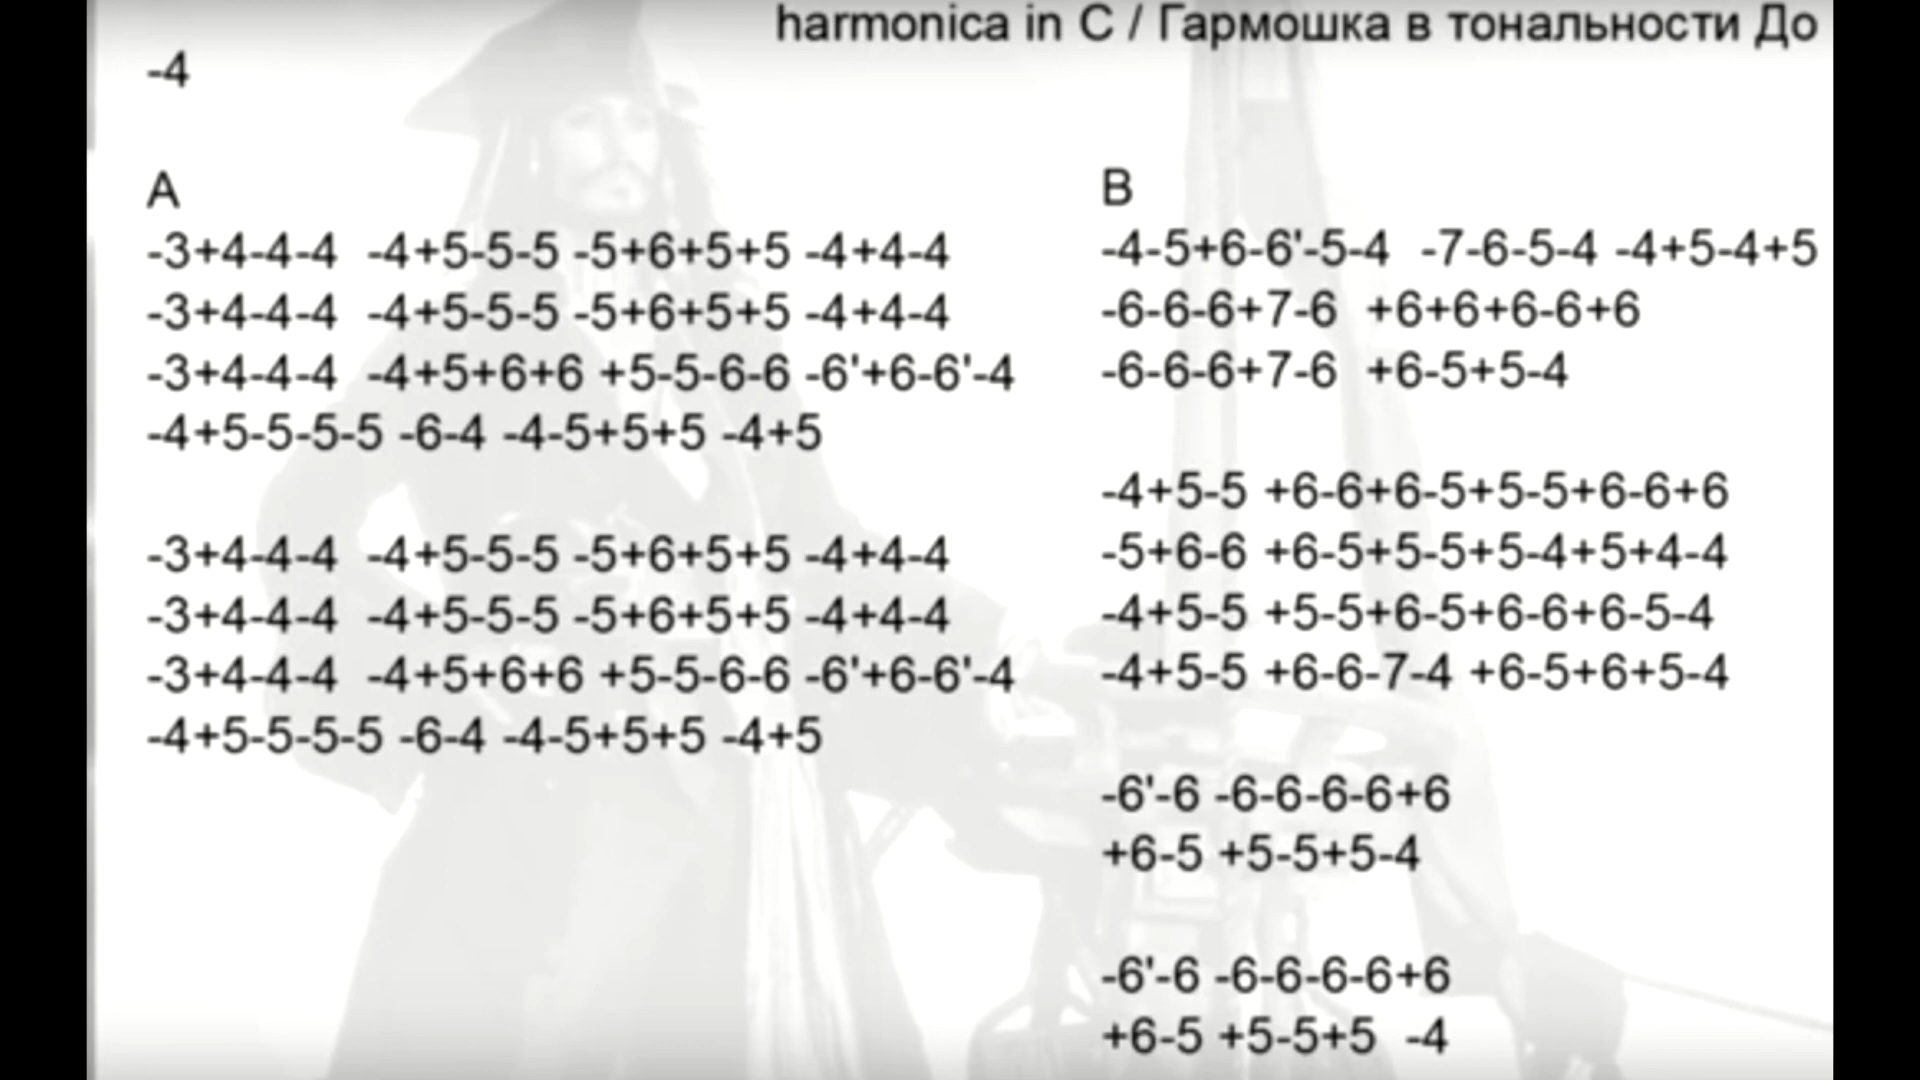 harmonica in C / Гармошка в тональности До
-4
A
-3+4-4-4 -4+5-5-5 -5+6+5+5 -4+4-4
-3+4-4-4 -4+5-5-5 -5+6+5+5 -4+4-4
-3+4-4-4 -4+5+6+6 +5-5-6-6 -6'+6-6'-4
-4+5-5-5-5 -6-4 -4-5+5+5 -4+5
-3+4-4-4 -4+5-5-5 -5+6+5+5 -4+4-4
-3+4-4-4 -4+5-5-5 -5+6+5+5 -4+4-4
-3+4-4-4 -4+5+6+6 +5-5-6-6 -6'+6-6'-4
-4+5-5-5-5 -6-4 -4-5+5+5 -4+5
B
-4-5+6-6'-5-4 -7-6-5-4 -4+5-4+5
-6-6-6+7-6 +6+6+6-6+6
-6-6-6+7-6 +6-5+5-4
-4+5-5 +6-6+6-5+5-5+6-6+6
-5+6-6 +6-5+5-5+5-4+5+4-4
-4+5-5 +5-5+6-5+6-6+6-5-4
-4+5-5 +6-6-7-4 +6-5+6+5-4
-6'-6 -6-6-6-6+6
+6-5 +5-5+5-4
-6'-6 -6-6-6-6+6
+6-5 +5-5+5 -4